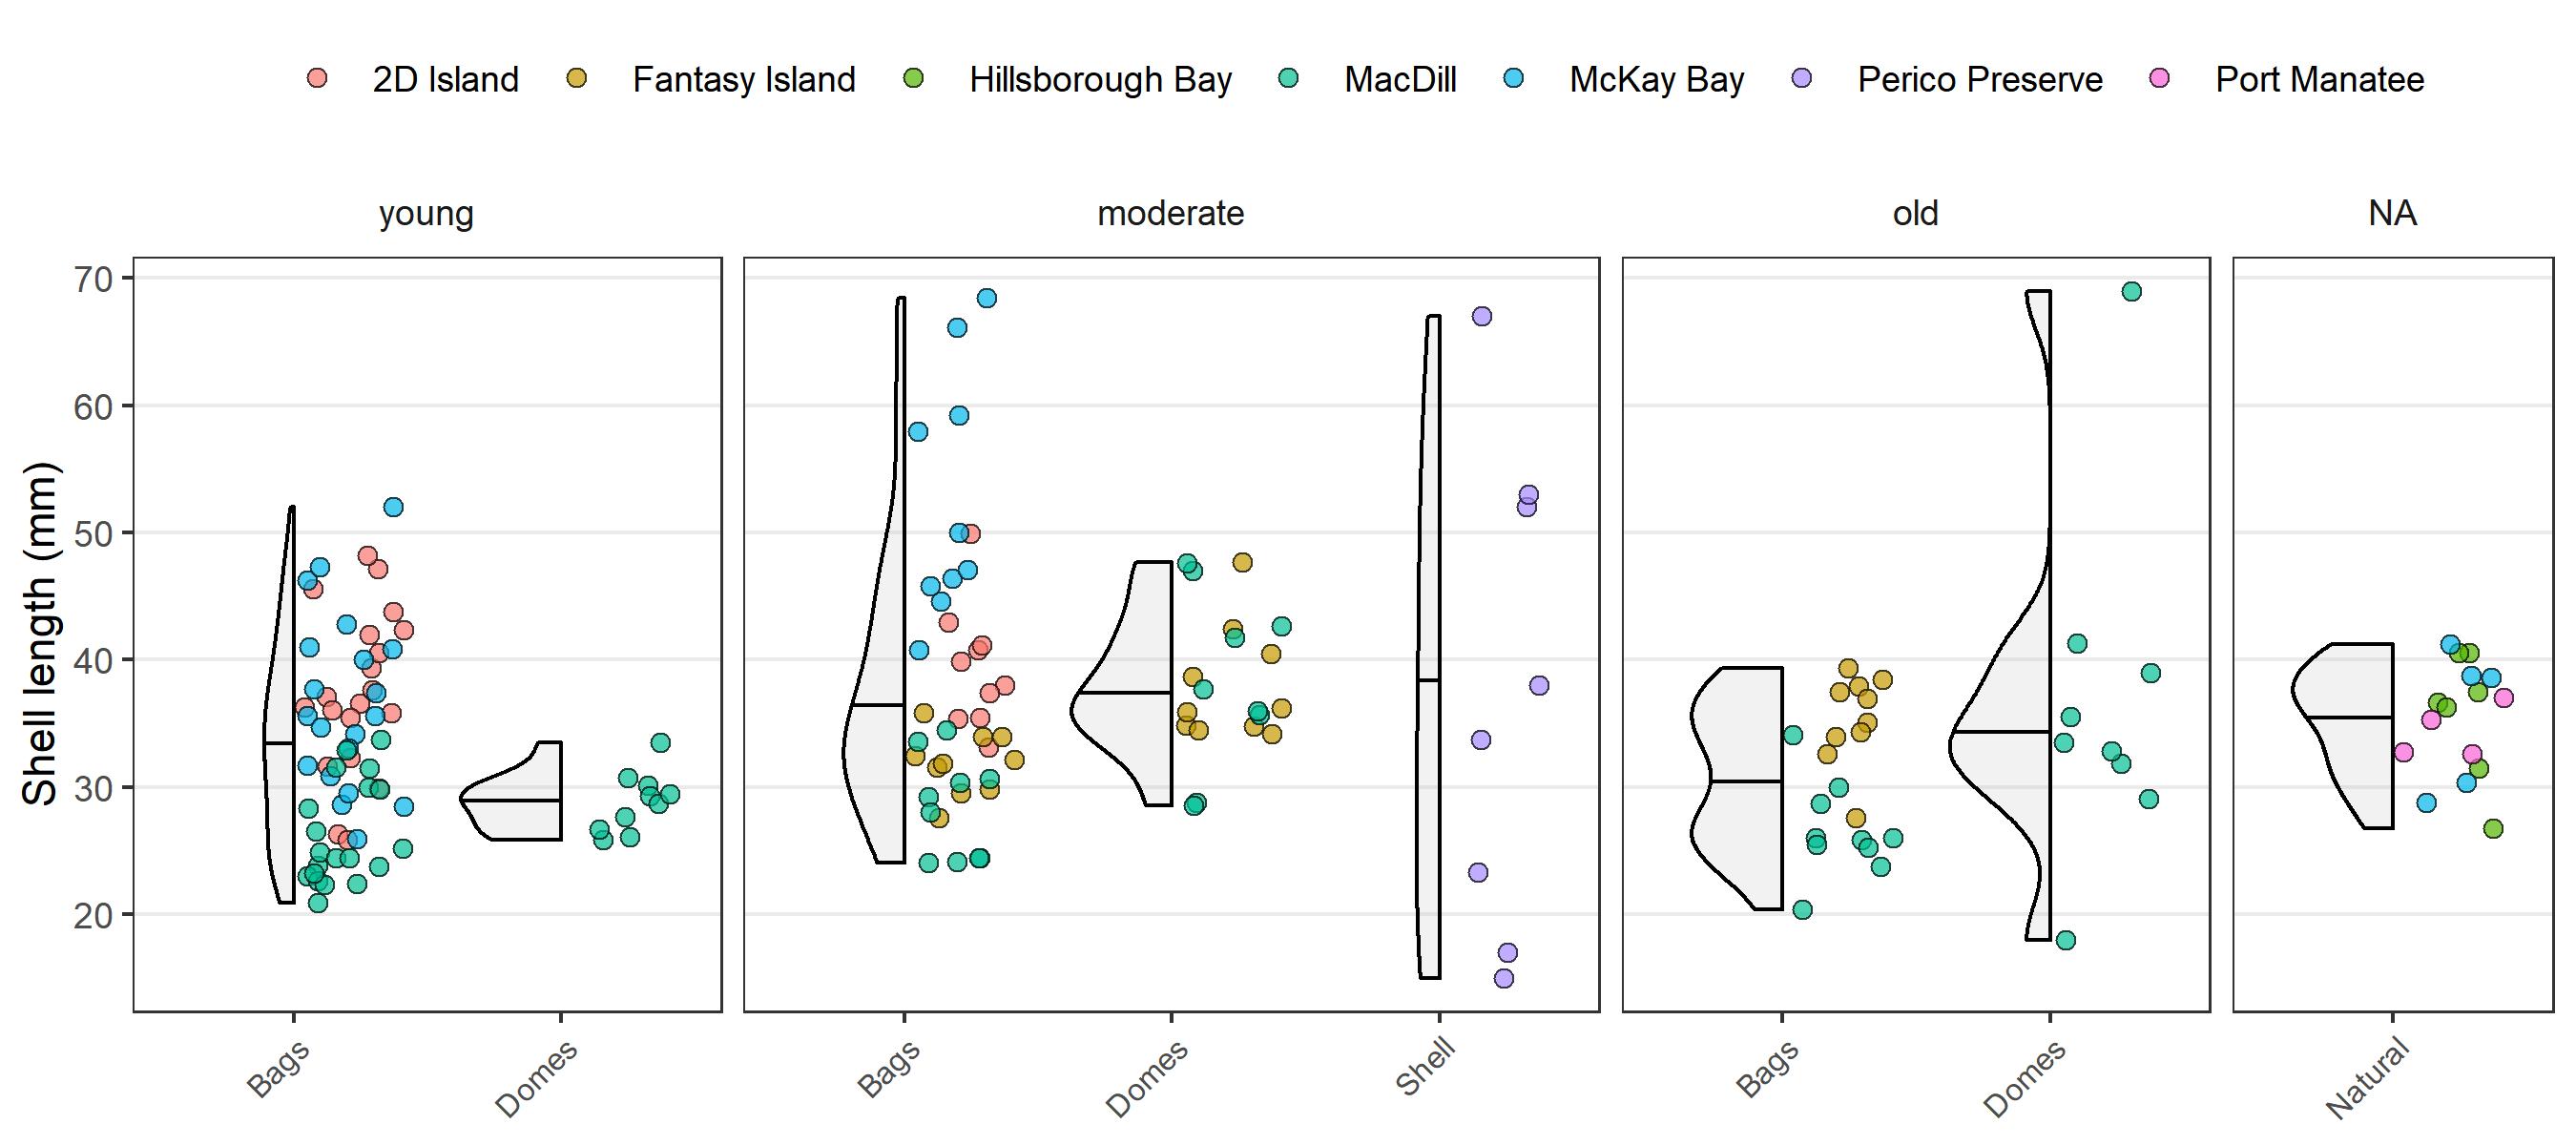 2D Island Fantasy Island Hillsborough Bay MacDill McKay Bay Perico Preserve Port Manatee
young moderate old NA
Shell length (mm)
70
60
50
40
30
20
Bags Domes Bags Domes Shell Bags Domes Natural